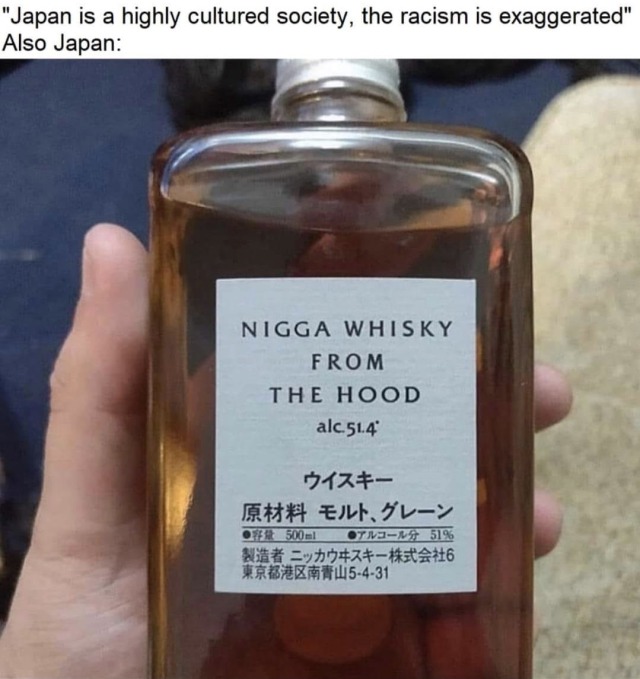 "Japan is a highly cultured society, the racism is exaggerated"
Also Japan:
NIGGA WHISKY
FROM
THE HOOD
alc.51.4°
ウイスキー
原材料 モルト、グレーン
●容量 500ml ●アルコール分 51%
製造者 ニッカウヰスキー株式会社6
東京都港区南青山5-4-31